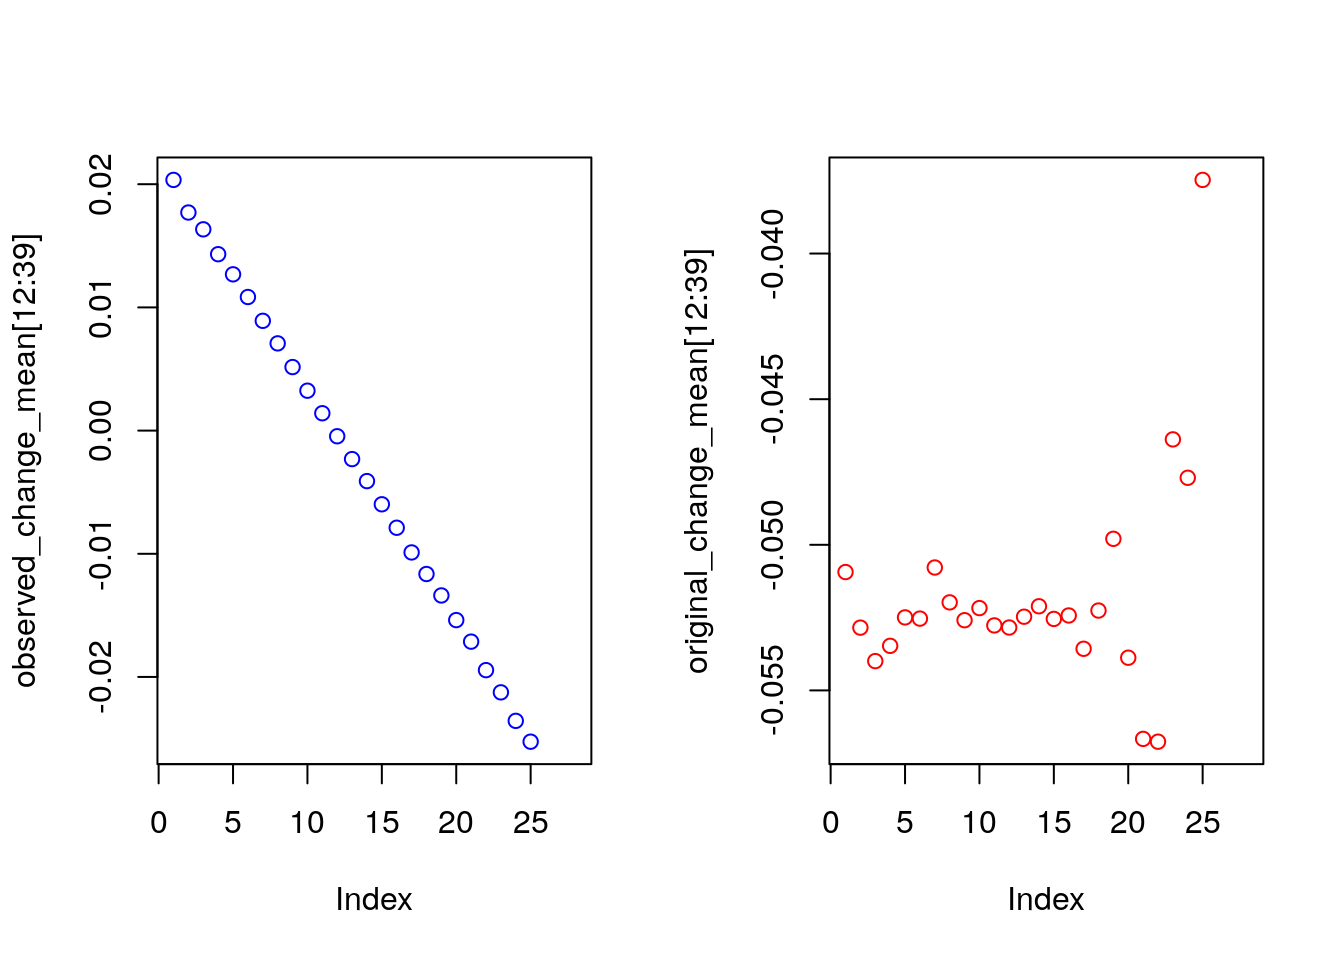 observed_change_mean[12:39]
0.02
0.01
0.00
-0.01
-0.02
0 5 10 15 20 25
Index
original_change_mean[12:39]
-0.040
-0.045
-0.050
-0.055
0 5 10 15 20 25
Index